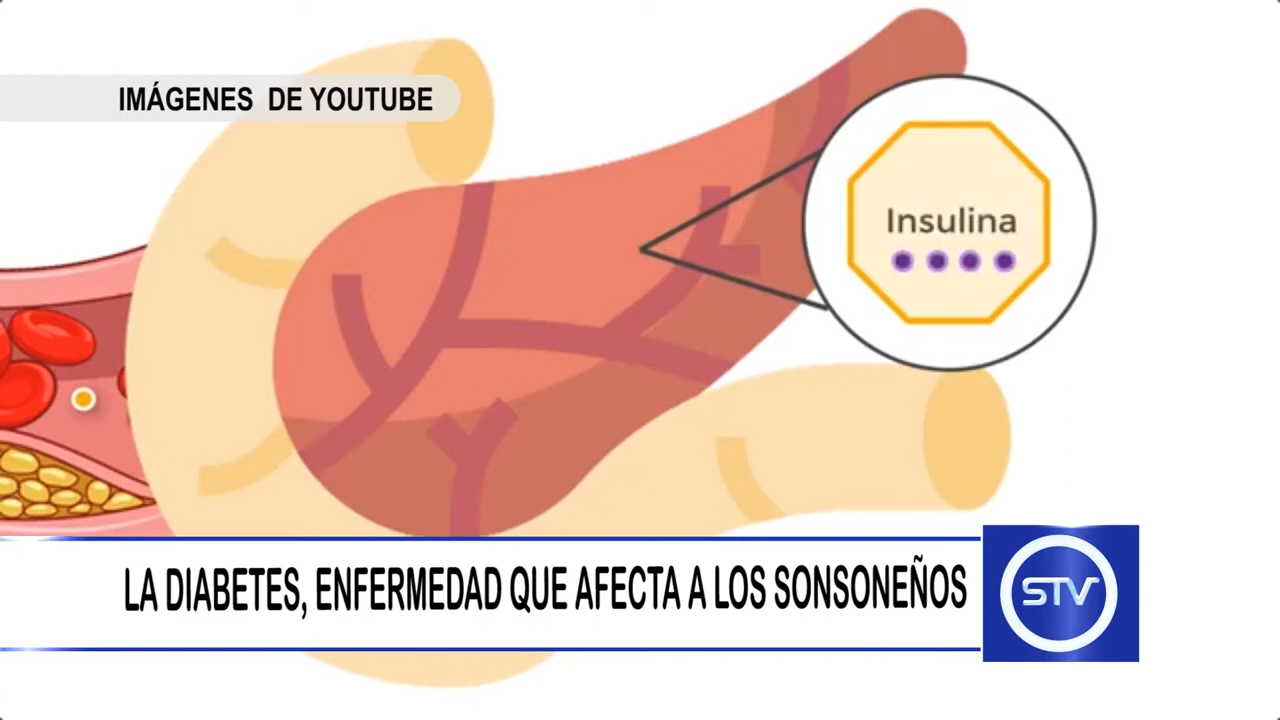 IMÁGENES DE YOUTUBE
Insulina
LA DIABETES, ENFERMEDAD QUE AFECTA A LOS SONSONEÑOS
STV